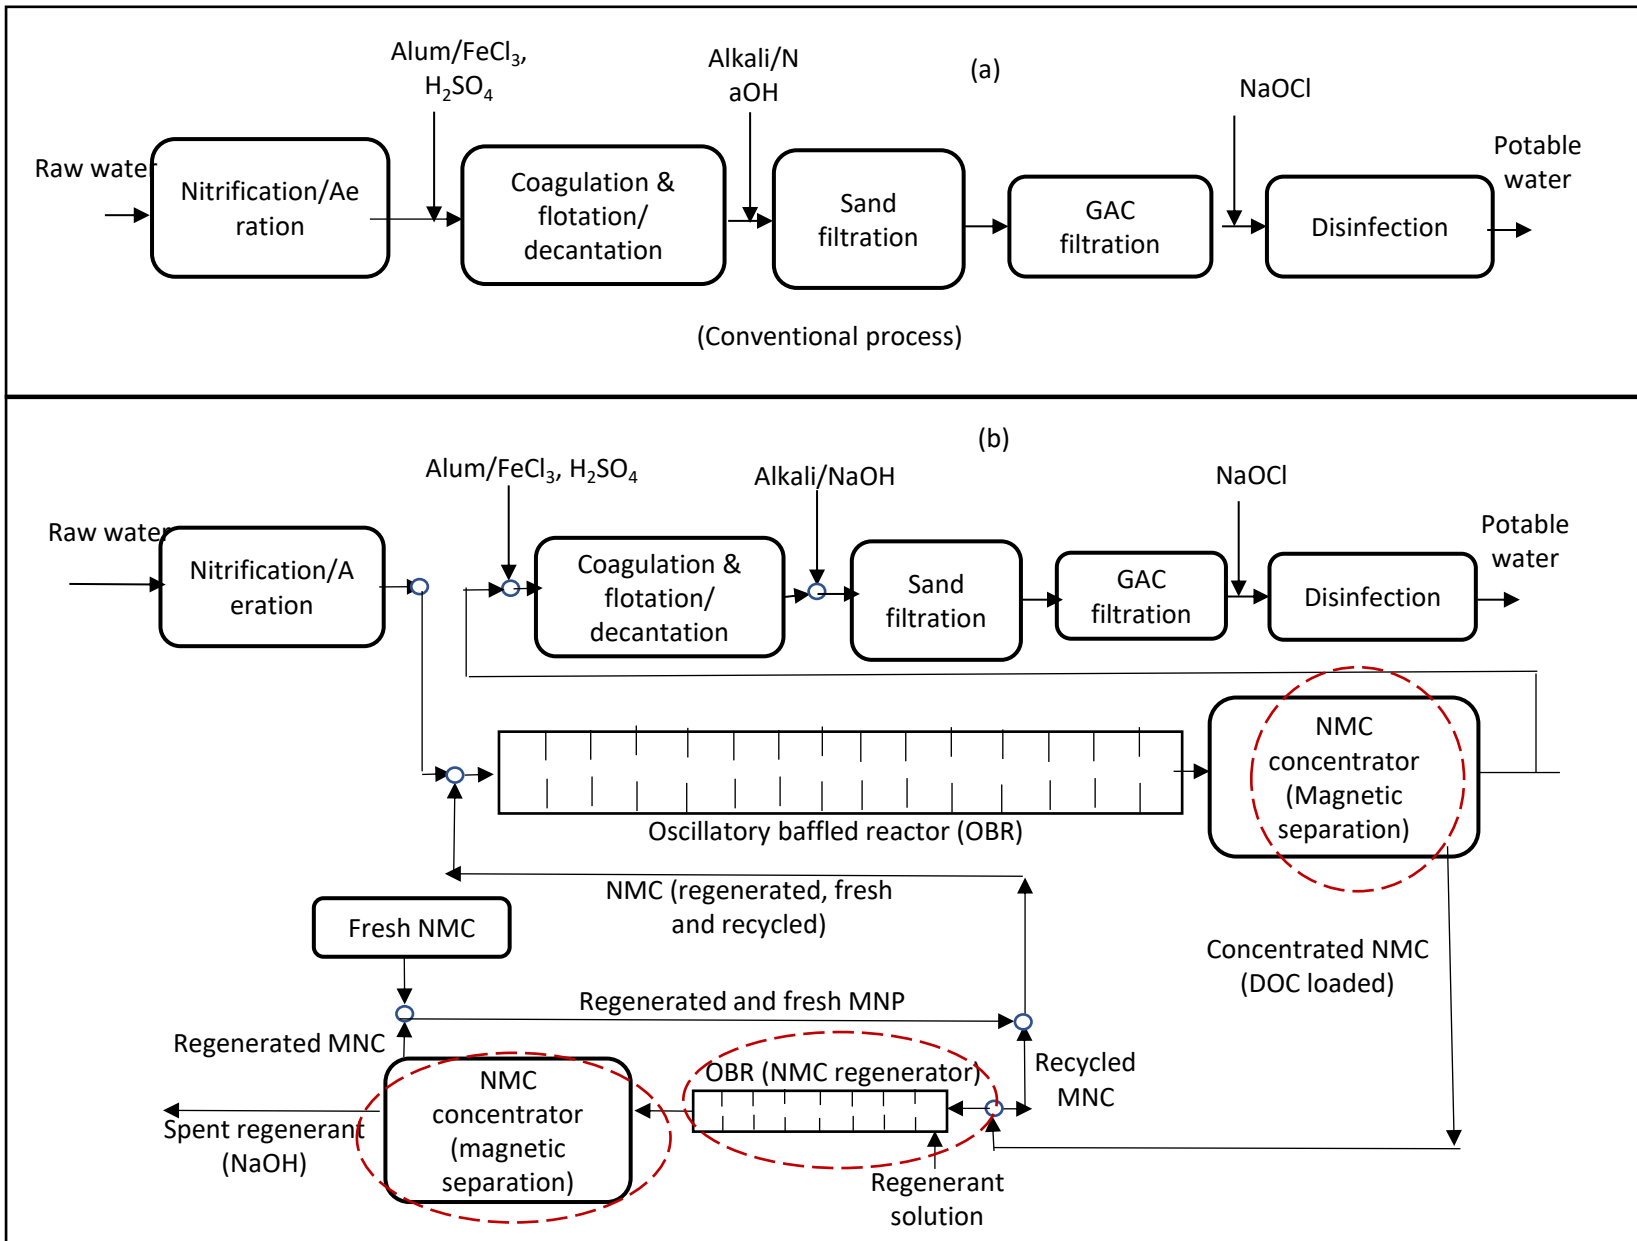 (a)
Alum/FeCl₃,
H₂SO₄
Alkali/N
aOH
NaOCl
Raw water
Nitrification/Ae
ration
Coagulation &
flotation/
decantation
Sand
filtration
GAC
filtration
Disinfection
Potable
water
(Conventional process)
(b)
Alum/FeCl₃, H₂SO₄
Alkali/NaOH
NaOCl
Raw water
Nitrification/A
eration
Coagulation &
flotation/
decantation
Sand
filtration
GAC
filtration
Disinfection
Potable
water
Oscillatory baffled reactor (OBR)
NMC
concentrator
(Magnetic
separation)
NMC (regenerated, fresh
and recycled)
Fresh NMC
Concentrated NMC
(DOC loaded)
Regenerated and fresh MNP
Regenerated MNC
Recycled
MNC
OBR (NMC regenerator)
NMC
concentrator
(magnetic
separation)
Spent regenerant
(NaOH)
Regenerant
solution